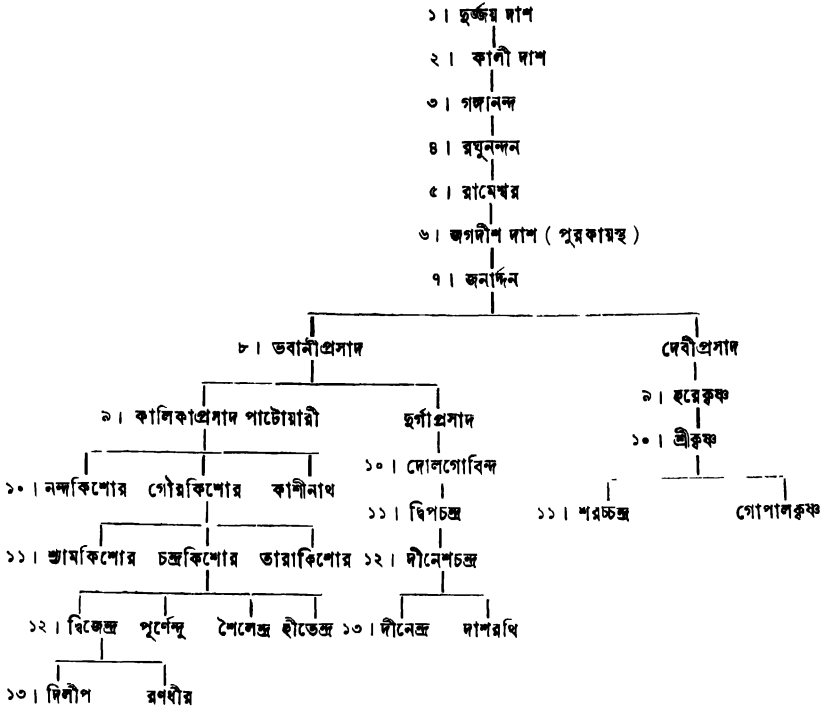 ১। দুর্জ্জয় দাশ
২। কালী দাশ
৩। গঙ্গানন্দ
৪। রঘুনন্দন
৫। রামেশ্বর
৬। জগদীশ দাশ ( পুরকায়স্থ )
৭। জনার্দ্দন
৮। ভবানীপ্রসাদ দেবীপ্রসাদ
৯। কালিকাপ্রসাদ পাটোয়ারী দুর্গাপ্রসাদ ৯। হরেকৃষ্ণ
১০। শ্রীকৃষ্ণ
১০। নন্দকিশোর গৌরকিশোর কাশীনাথ ১০। দোলগোবিন্দ
১১। দ্বিপচন্দ্র ১১। শরচ্চন্দ্র গোপালকৃষ্ণ
১১। শ্যামকিশোর চন্দ্রকিশোর তারাকিশোর ১২। দীনেশচন্দ্র
১২। দ্বিজেন্দ্র পূর্ণেন্দু শৈলেন্দ্র হীতেন্দ্র ১৩। দীনেন্দ্র দাশরথি
১৩। দিলীপ রণধীর